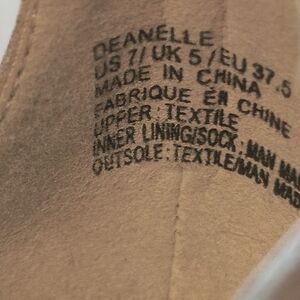 DEANELLE
US 7/ UK 5 / EU 37.5
MADE IN CHINA
FABRIQUE EN CHINE
UPPER: TEXTILE
INNER LINING/SOCK: MAN MA
OUTSOLE: TEXTILE/MAN MAD